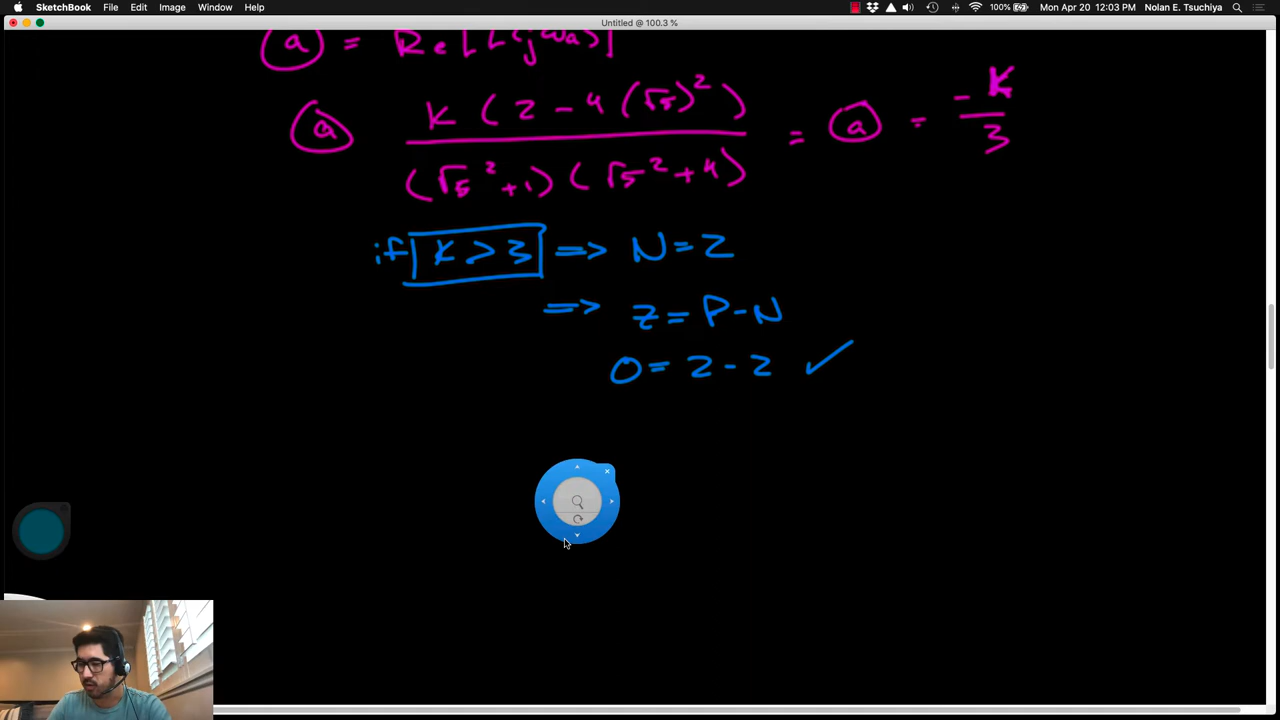 SketchBook File Edit Image Window Help 100% Mon Apr 20 12:03 PM Nolan E. Tsuchiya
Untitled @ 100.3 %
a = Re[L(jωa)]
a K(2-4(√5)²) / (√5²+1)(√5²+4) = a = -K/3
if K > 3 => N = 2
=> Z = P - N
0 = 2 - 2 ✓